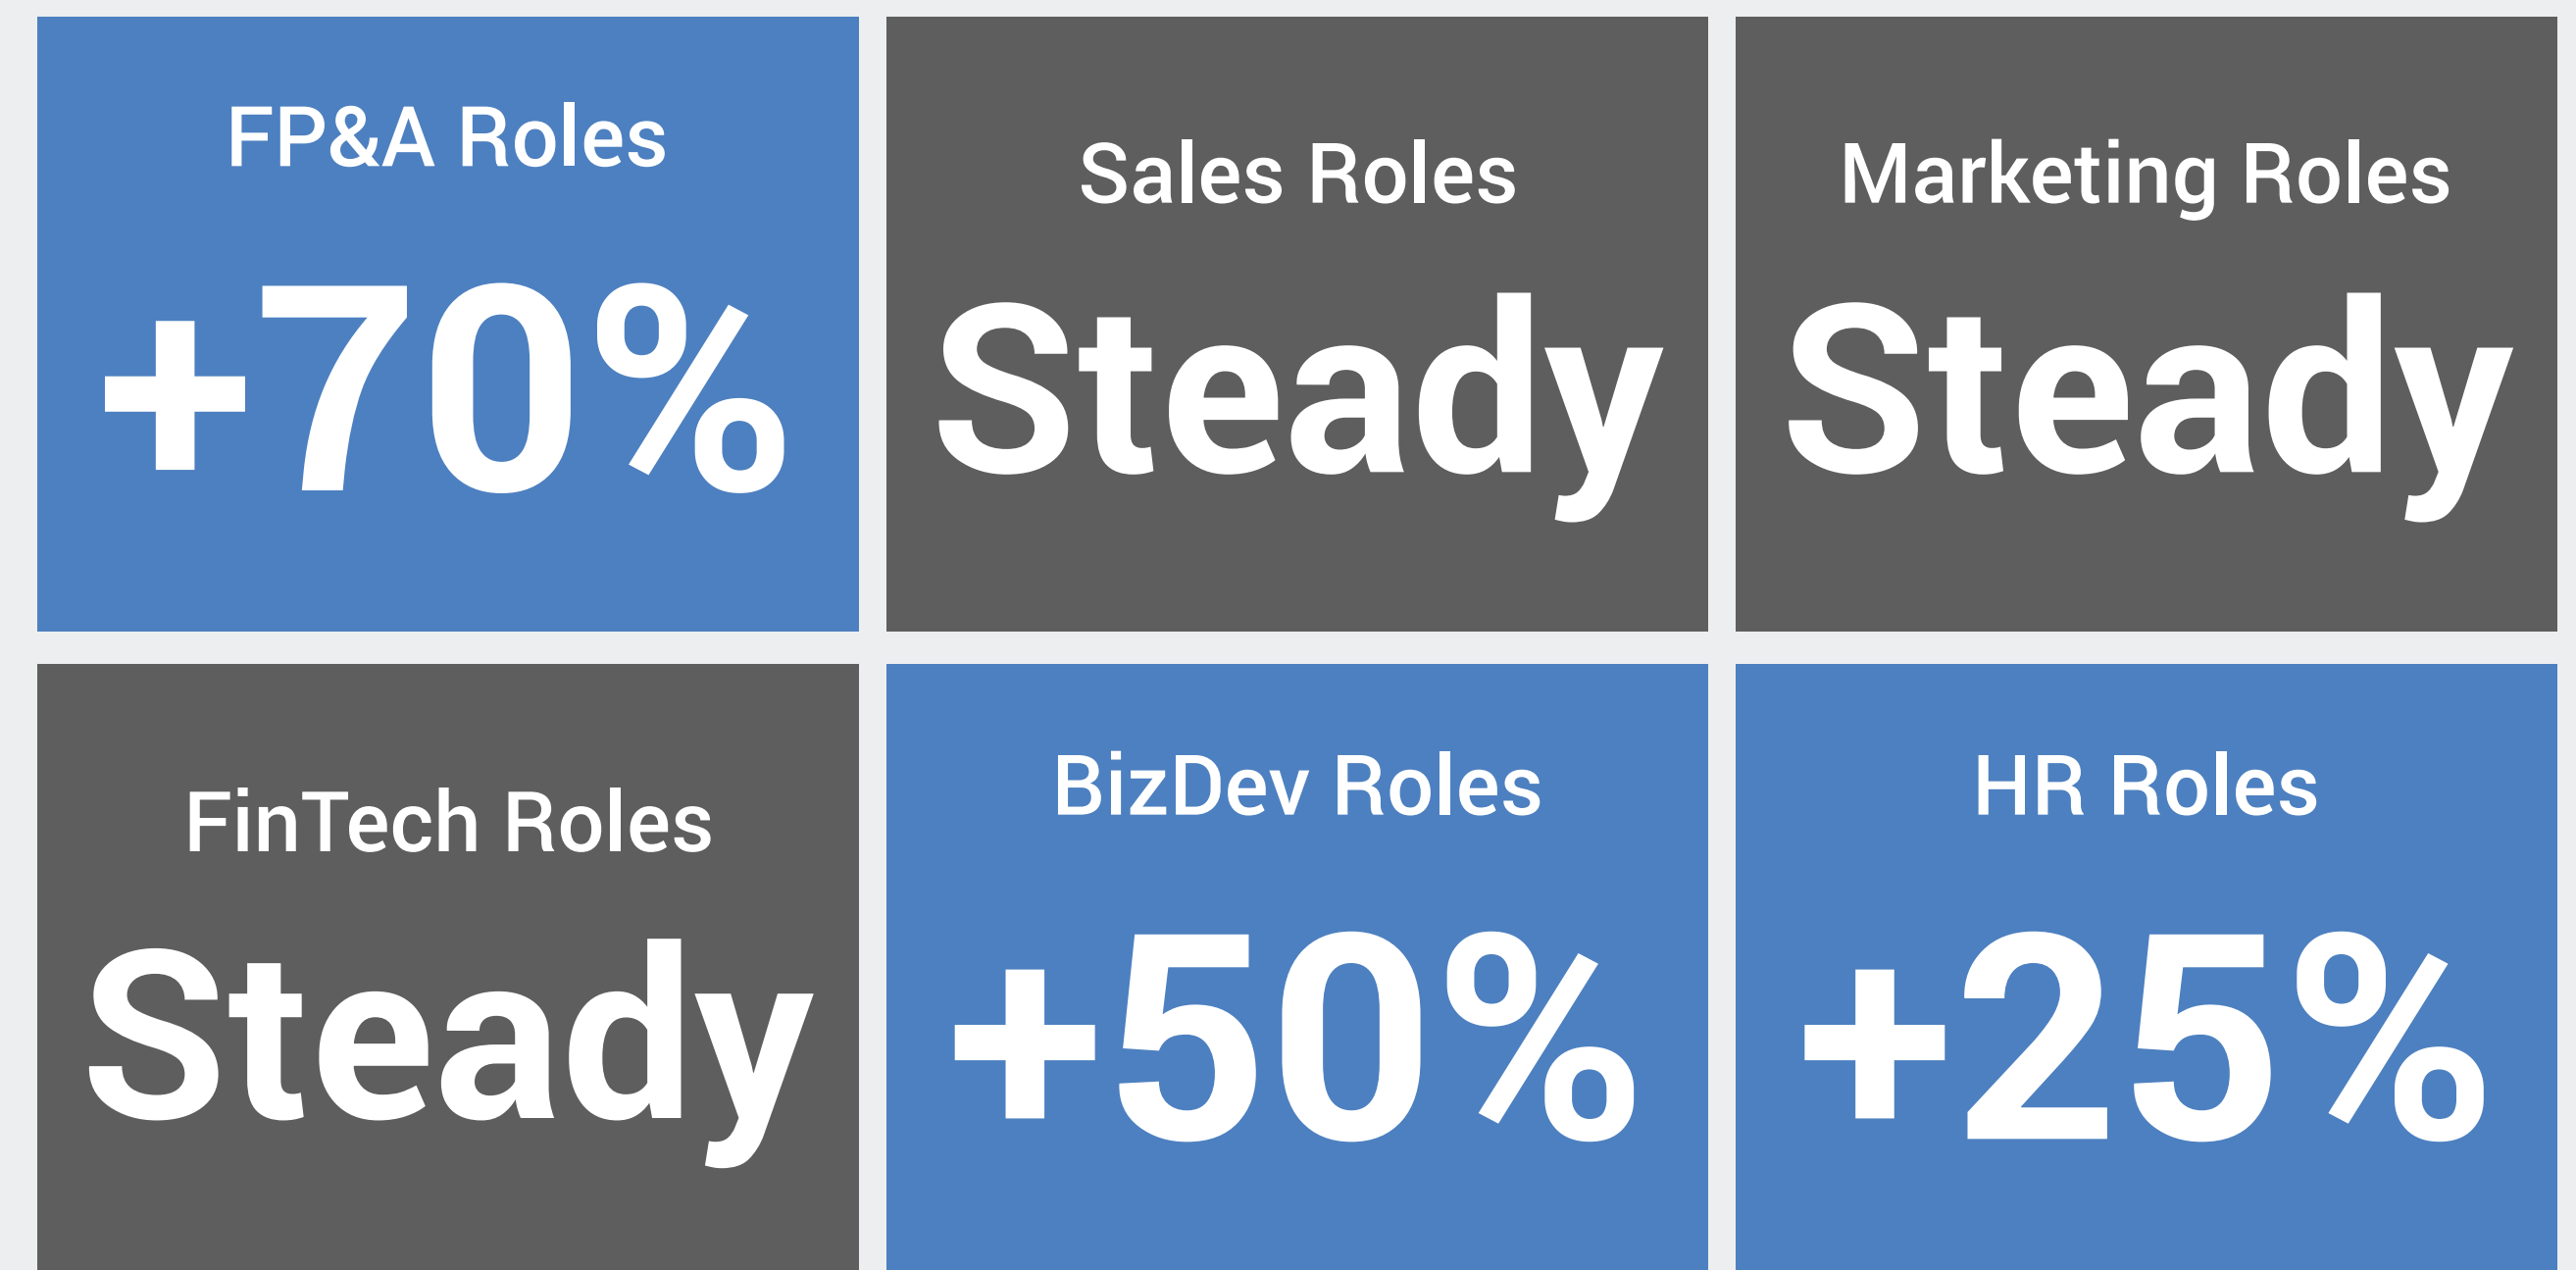 FP&A Roles
+70%
Sales Roles
Steady
Marketing Roles
Steady
FinTech Roles
Steady
BizDev Roles
+50%
HR Roles
+25%